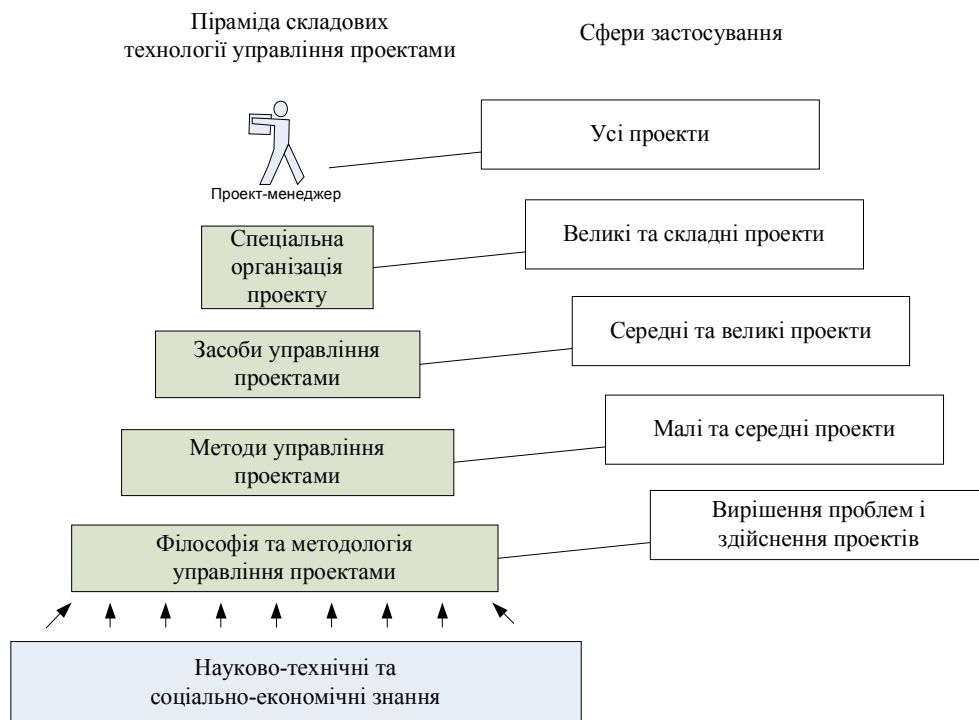 Піраміда складових
технології управління проектами
Сфери застосування
Усі проекти
Проект-менеджер
Великі та складні проекти
Спеціальна
організація
проекту
Середні та великі проекти
Засоби управління
проектами
Малі та середні проекти
Методи управління
проектами
Вирішення проблем і
здійснення проектів
Філософія та методологія
управління проектами
Науково-технічні та
соціально-економічні знання